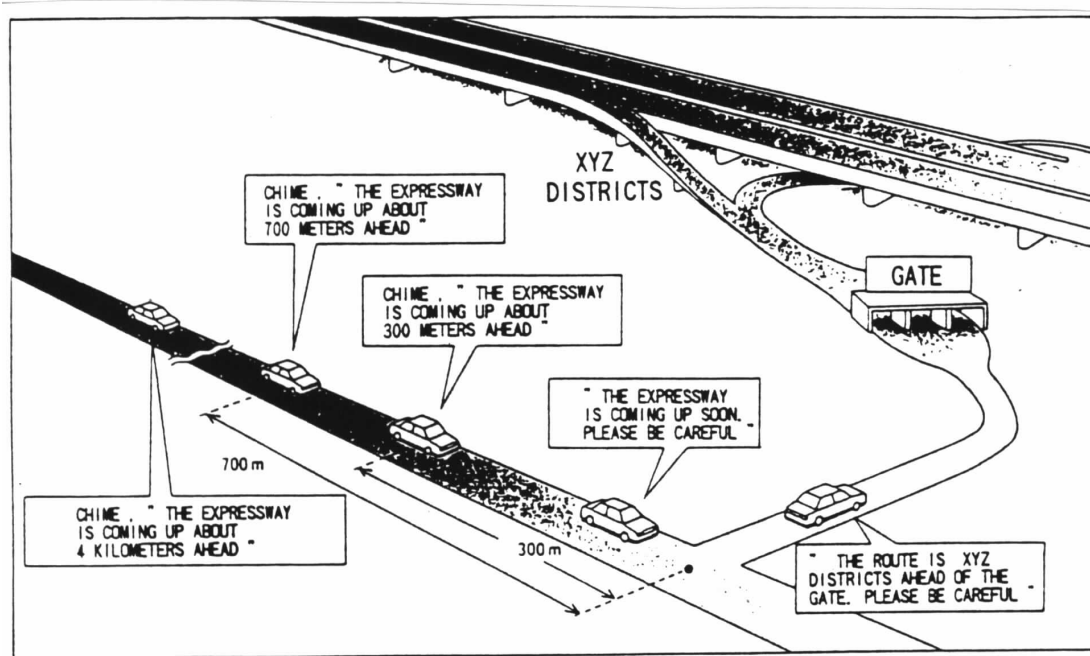 XYZ
DISTRICTS
CHIME , " THE EXPRESSWAY
IS COMING UP ABOUT
700 METERS AHEAD "
GATE
CHIME , " THE EXPRESSWAY
IS COMING UP ABOUT
300 METERS AHEAD "
" THE EXPRESSWAY
IS COMING UP SOON.
PLEASE BE CAREFUL "
700 m
CHIME , " THE EXPRESSWAY
IS COMING UP ABOUT
4 KILOMETERS AHEAD "
300 m
" THE ROUTE IS XYZ
DISTRICTS AHEAD OF THE
GATE. PLEASE BE CAREFUL "